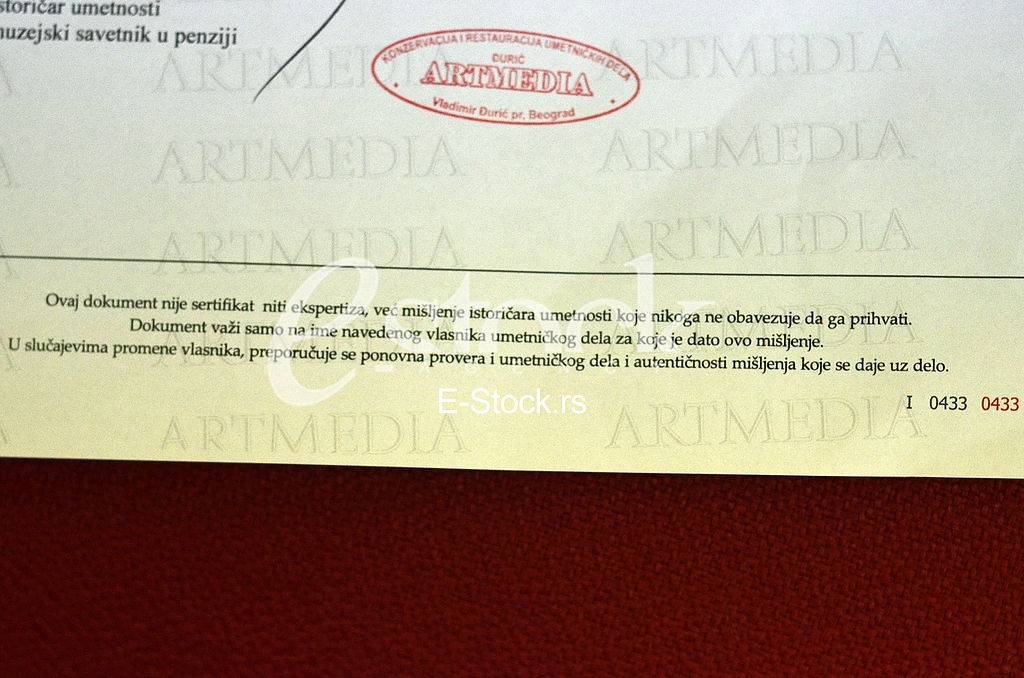 storičar umetnosti
muzejski savetnik u penziji
KONZERVACIJA I RESTAURACIJA UMETNIČKIH DELA
ĐURIĆ
ARTMEDIA
Vladimir Đurić pr, Beograd
ARTMEDIA ARTMEDIA
ARTMEDIA ARTMEDIA
ARTMEDIA ARTMEDIA
Ovaj dokument nije sertifikat niti ekspertiza, već mišljenje istoričara umetnosti koje nikoga ne obavezuje da ga prihvati.
Dokument važi samo na ime navedenog vlasnika umetničkog dela za koje je dato ovo mišljenje.
U slučajevima promene vlasnika, preporučuje se ponovna provera i umetničkog dela i autentičnosti mišljenja koje se daje uz delo.
e-stock
E-Stock.rs
I 0433 0433
ARTMEDIA ARTMEDIA